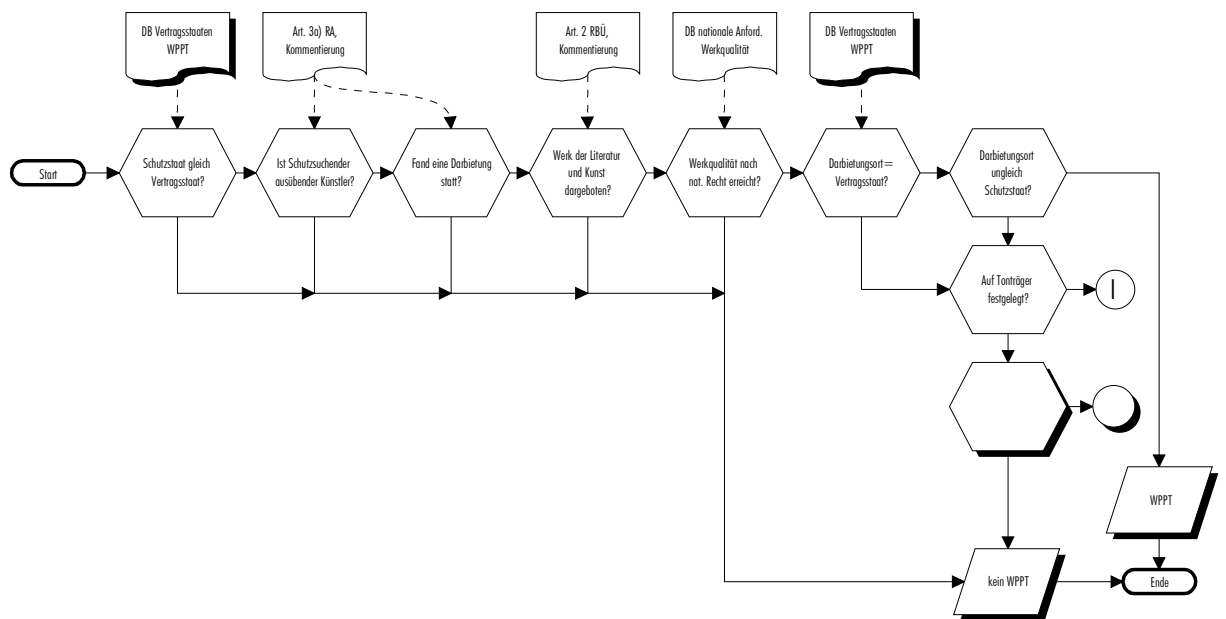 DB Vertragsstaaten
WPPT
Art. 3a) RA,
Kommentierung
Art. 2 RBÜ,
Kommentierung
DB nationale Anford.
Werkqualität
DB Vertragsstaaten
WPPT
Start
Schutzstaat gleich
Vertragsstaat?
Ist Schutzsuchender
ausübender Künstler?
Fand eine Darbietung
statt?
Werk der Literatur
und Kunst
dargeboten?
Werkqualität nach
nat. Recht erreicht?
Darbietungsort=
Vertragsstaat?
Darbietungsort
ungleich
Schutzstaat?
Auf Tonträger
festgelegt?
I
WPPT
kein WPPT
Ende